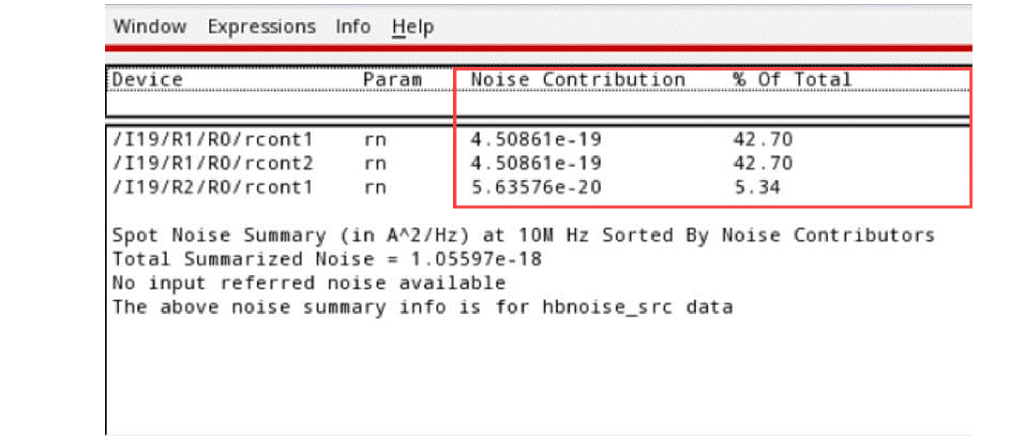 Window Expressions Info Help
Device Param Noise Contribution % Of Total
/I19/R1/R0/rcont1 rn 4.50861e-19 42.70
/I19/R1/R0/rcont2 rn 4.50861e-19 42.70
/I19/R2/R0/rcont1 rn 5.63576e-20 5.34
Spot Noise Summary (in A^2/Hz) at 10M Hz Sorted By Noise Contributors
Total Summarized Noise = 1.05597e-18
No input referred noise available
The above noise summary info is for hbnoise_src data